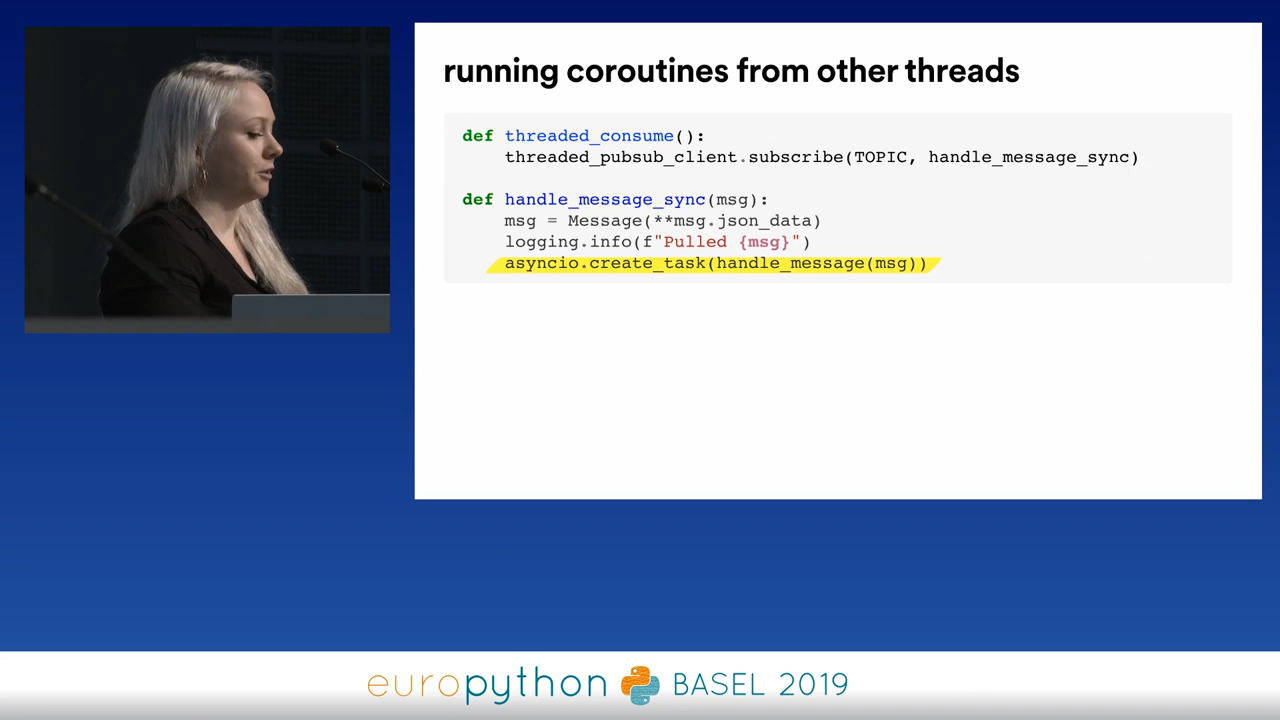 running coroutines from other threads
def threaded_consume():
    threaded_pubsub_client.subscribe(TOPIC, handle_message_sync)
def handle_message_sync(msg):
    msg = Message(**msg.json_data)
    logging.info(f"Pulled {msg}")
    asyncio.create_task(handle_message(msg))
europython BASEL 2019